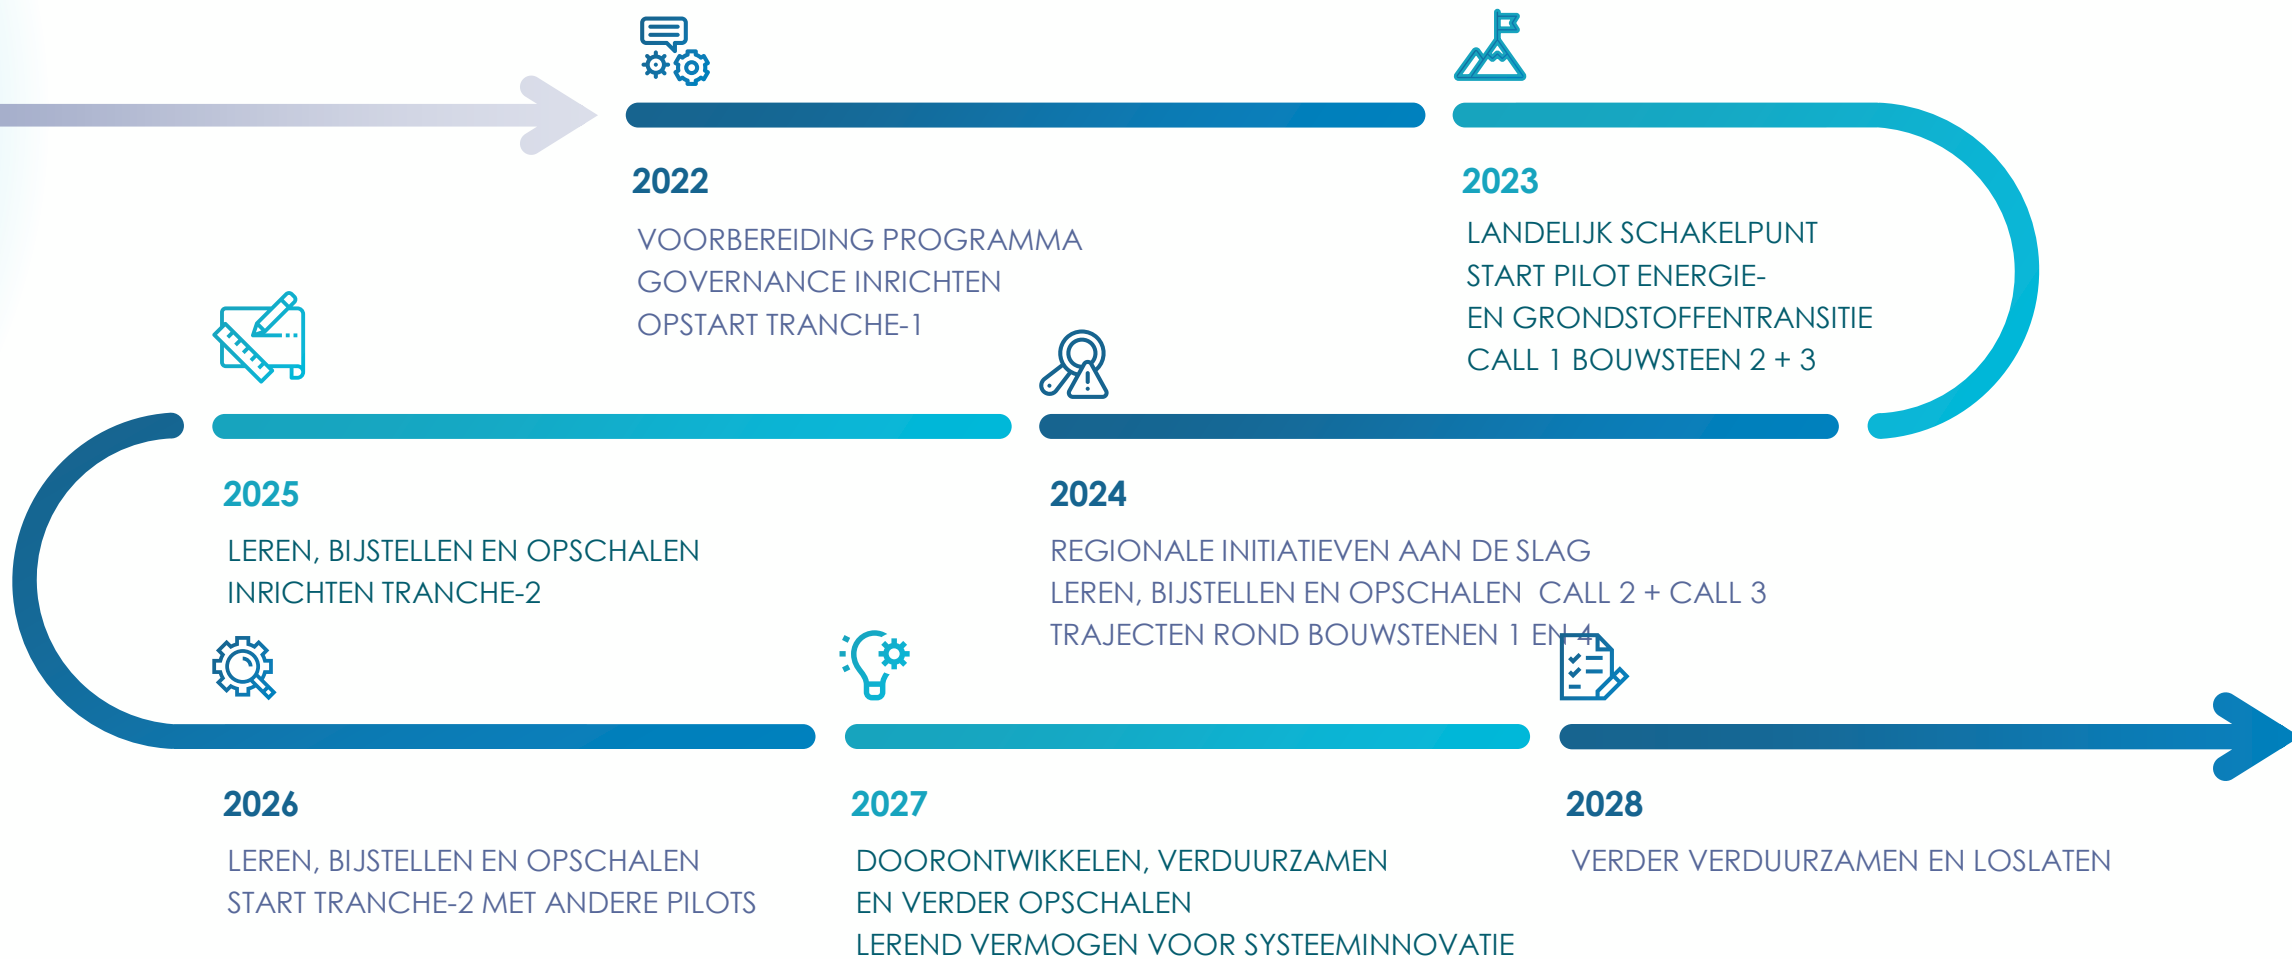 2022
VOORBEREIDING PROGRAMMA
GOVERNANCE INRICHTEN
OPSTART TRANCHE-1
2023
LANDELIJK SCHAKELPUNT
START PILOT ENERGIE-
EN GRONDSTOFFENTRANSITIE
CALL 1 BOUWSTEEN 2 + 3
2024
REGIONALE INITIATIEVEN AAN DE SLAG
LEREN, BIJSTELLEN EN OPSCHALEN CALL 2 + CALL 3
TRAJECTEN ROND BOUWSTENEN 1 EN 4
2025
LEREN, BIJSTELLEN EN OPSCHALEN
INRICHTEN TRANCHE-2
2026
LEREN, BIJSTELLEN EN OPSCHALEN
START TRANCHE-2 MET ANDERE PILOTS
2027
DOORONTWIKKELEN, VERDUURZAMEN
EN VERDER OPSCHALEN
LEREND VERMOGEN VOOR SYSTEEMINNOVATIE
2028
VERDER VERDUURZAMEN EN LOSLATEN